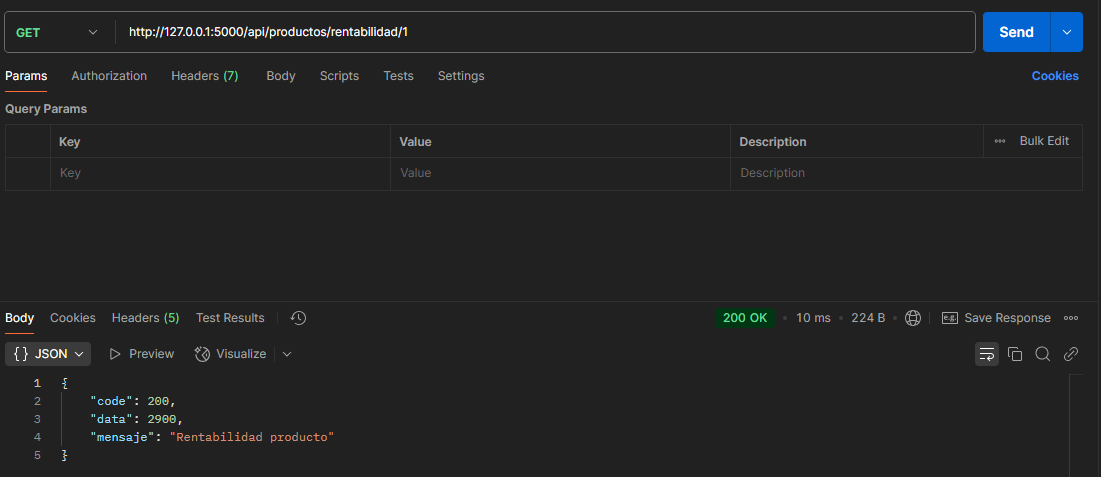 GET http://127.0.0.1:5000/api/productos/rentabilidad/1 Send
Params Authorization Headers (7) Body Scripts Tests Settings Cookies
Query Params
Key Value Description Bulk Edit
Key Value Description
Body Cookies Headers (5) Test Results 200 OK 10 ms 224 B e.g. Save Response
{} JSON Preview Visualize
1 {
2 "code": 200,
3 "data": 2900,
4 "mensaje": "Rentabilidad producto"
5 }